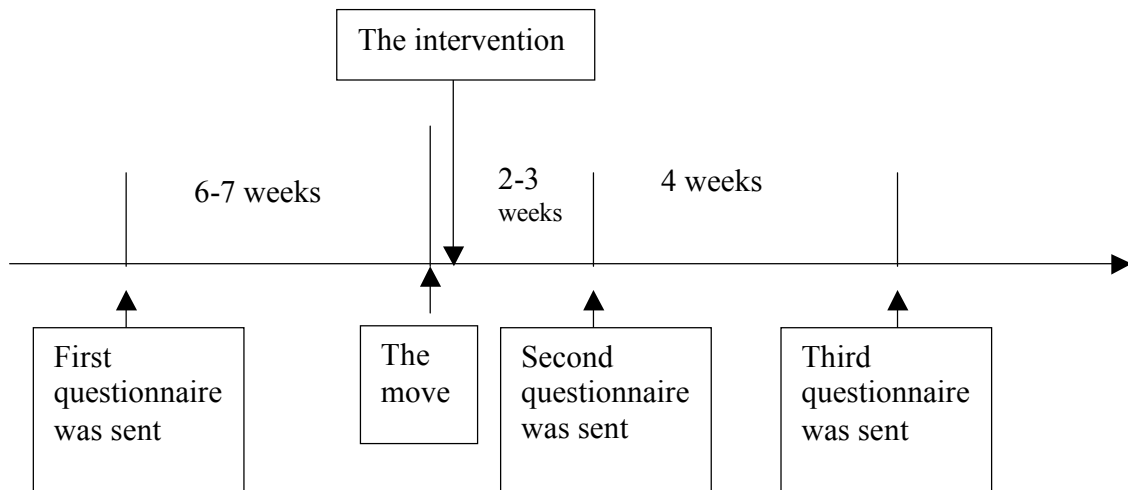 The intervention
6-7 weeks
2-3
weeks
4 weeks
First
questionnaire
was sent
The
move
Second
questionnaire
was sent
Third
questionnaire
was sent